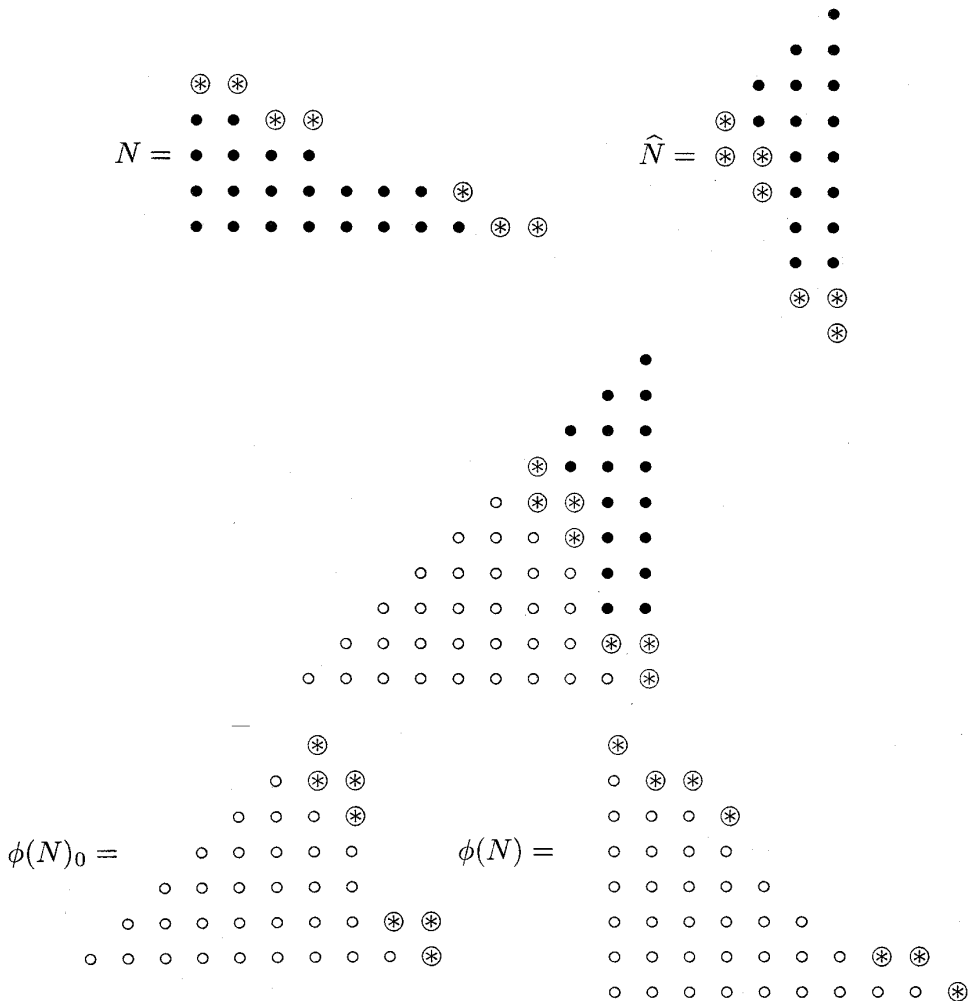 N =
N̂ =
ϕ(N)₀ =
ϕ(N) =